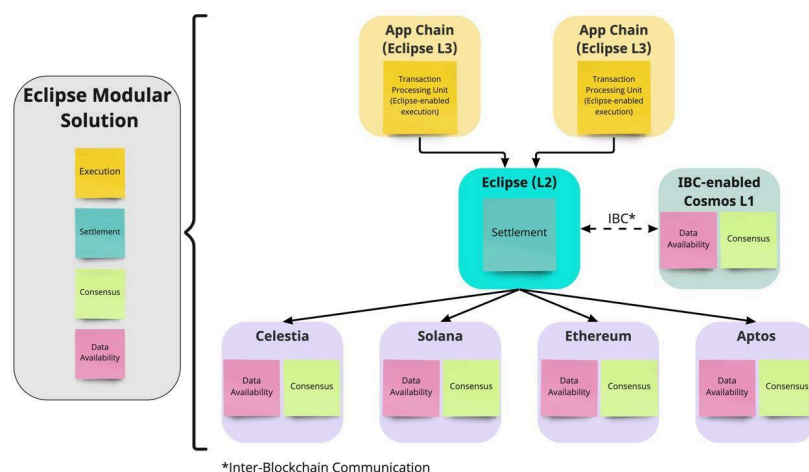 Eclipse Modular
Solution
Execution
Settlement
Consensus
Data
Availability
App Chain
(Eclipse L3)
Transaction
Processing Unit
(Eclipse-enabled
execution)
App Chain
(Eclipse L3)
Transaction
Processing Unit
(Eclipse-enabled
execution)
Eclipse (L2)
Settlement
IBC*
IBC-enabled
Cosmos L1
Data
Availability
Consensus
Celestia
Data
Availability
Consensus
Solana
Data
Availability
Consensus
Ethereum
Data
Availability
Consensus
Aptos
Data
Availability
Consensus
*Inter-Blockchain Communication